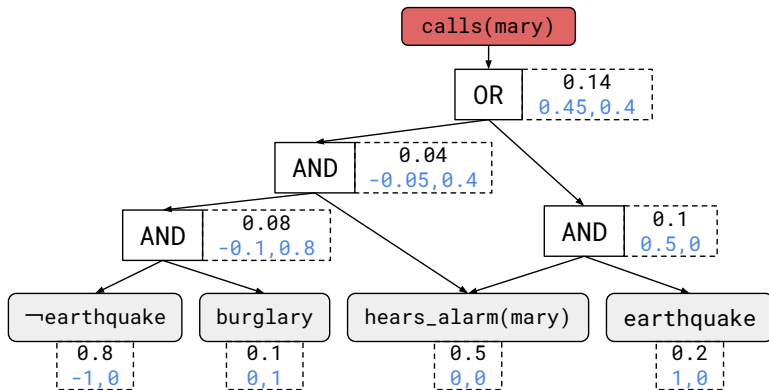 calls(mary)
OR
0.14
0.45,0.4
AND
0.04
-0.05,0.4
AND
0.08
-0.1,0.8
AND
0.1
0.5,0
¬earthquake
burglary
hears_alarm(mary)
earthquake
0.8
-1,0
0.1
0,1
0.5
0,0
0.2
1,0